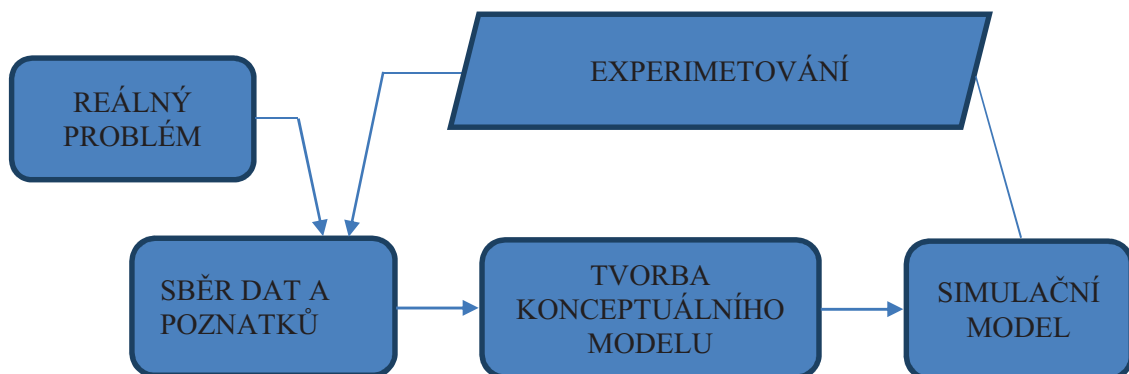 REÁLNÝ
PROBLÉM
EXPERIMETOVÁNÍ
SBĚR DAT A
POZNATKŮ
TVORBA
KONCEPTUÁLNÍHO
MODELU
SIMULAČNÍ
MODEL